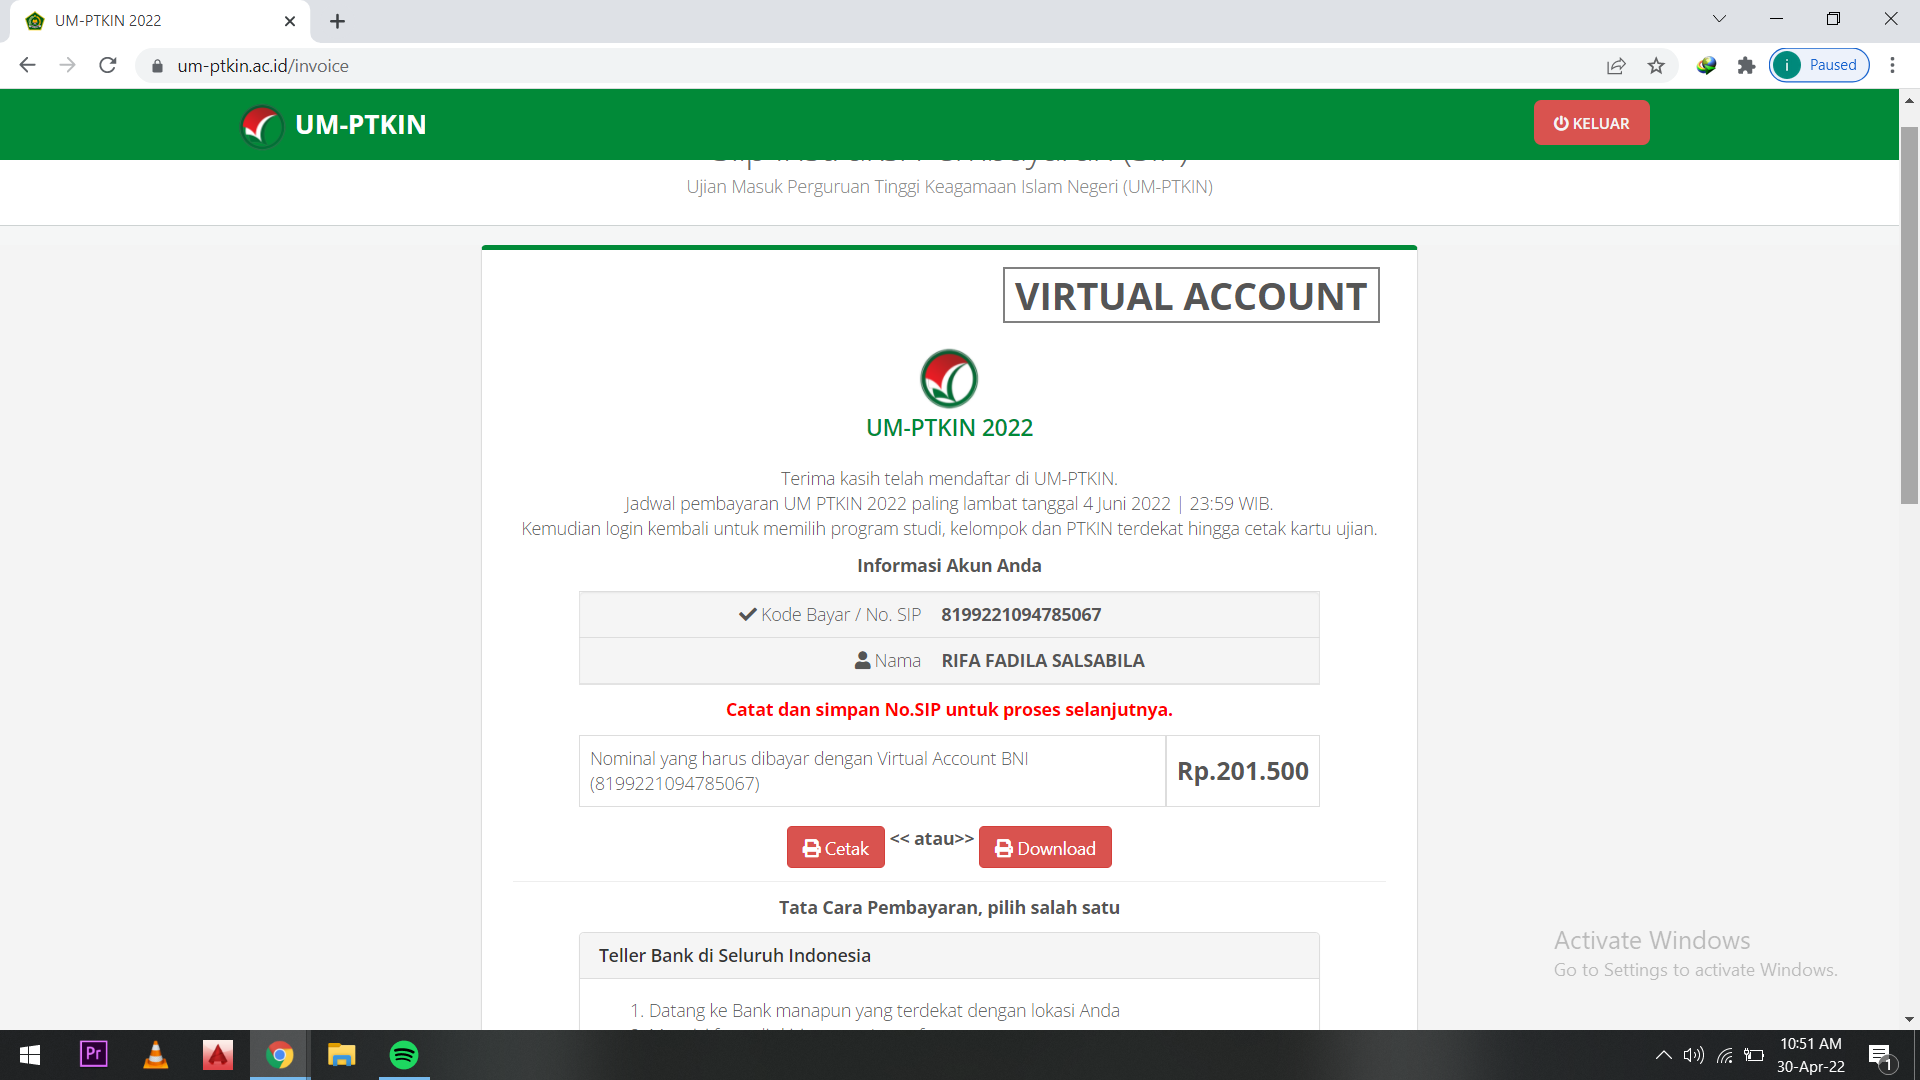 UM-PTKIN 2022
um-ptkin.ac.id/invoice
i Paused
UM-PTKIN
KELUAR
Ujian Masuk Perguruan Tinggi Keagamaan Islam Negeri (UM-PTKIN)
VIRTUAL ACCOUNT
UM-PTKIN 2022
Terima kasih telah mendaftar di UM-PTKIN.
Jadwal pembayaran UM PTKIN 2022 paling lambat tanggal 4 Juni 2022 | 23:59 WIB.
Kemudian login kembali untuk memilih program studi, kelompok dan PTKIN terdekat hingga cetak kartu ujian.
Informasi Akun Anda
Kode Bayar / No. SIP 8199221094785067
Nama RIFA FADILA SALSABILA
Catat dan simpan No.SIP untuk proses selanjutnya.
Nominal yang harus dibayar dengan Virtual Account BNI
(8199221094785067)
Rp.201.500
Cetak << atau>> Download
Tata Cara Pembayaran, pilih salah satu
Teller Bank di Seluruh Indonesia
1. Datang ke Bank manapun yang terdekat dengan lokasi Anda
Activate Windows
Go to Settings to activate Windows.
Pr
10:51 AM
30-Apr-22
1